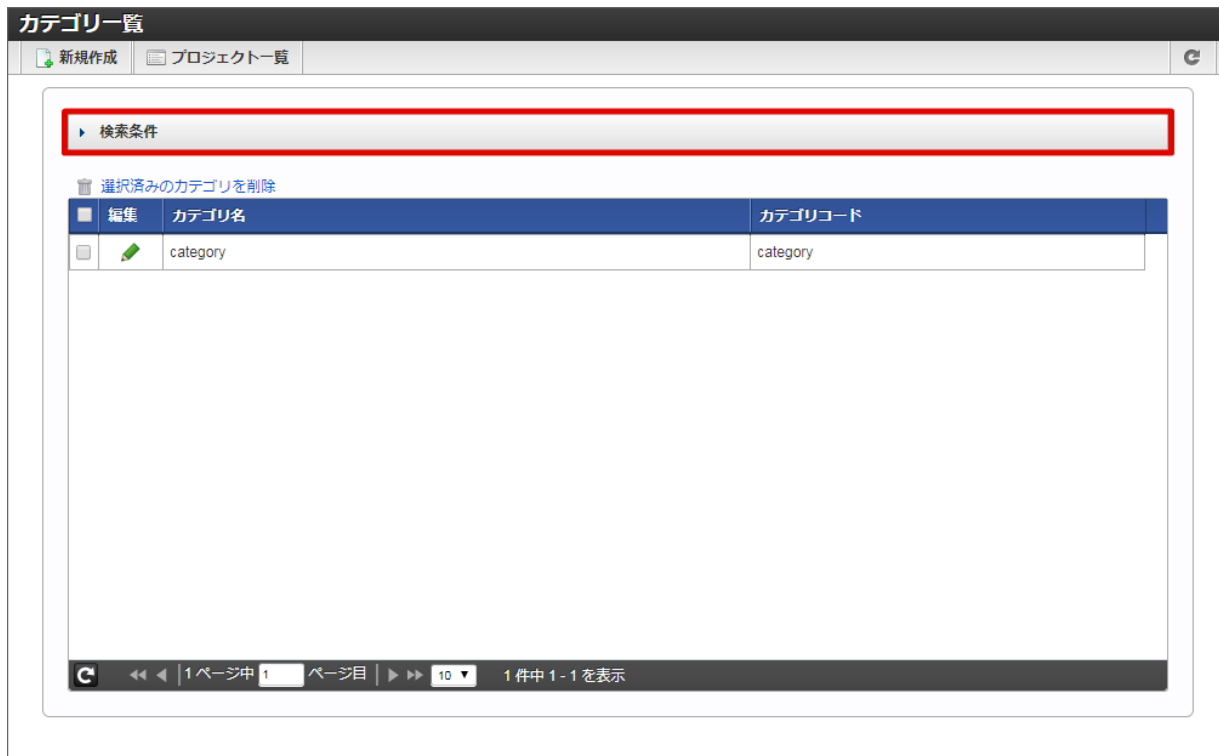 カテゴリ一覧
新規作成 プロジェクト一覧
検索条件
選択済みのカテゴリを削除
編集 カテゴリ名 カテゴリコード
category category
1 ページ中 1 ページ目 10 1 件中 1 - 1 を表示